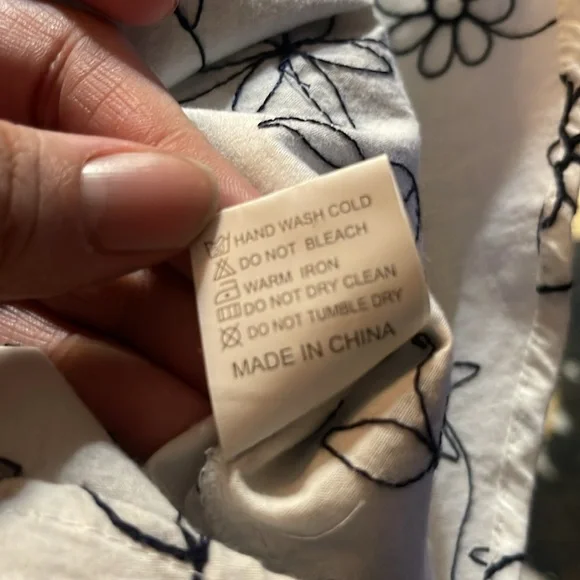 HAND WASH COLD
DO NOT BLEACH
WARM IRON
DO NOT DRY CLEAN
DO NOT TUMBLE DRY
MADE IN CHINA